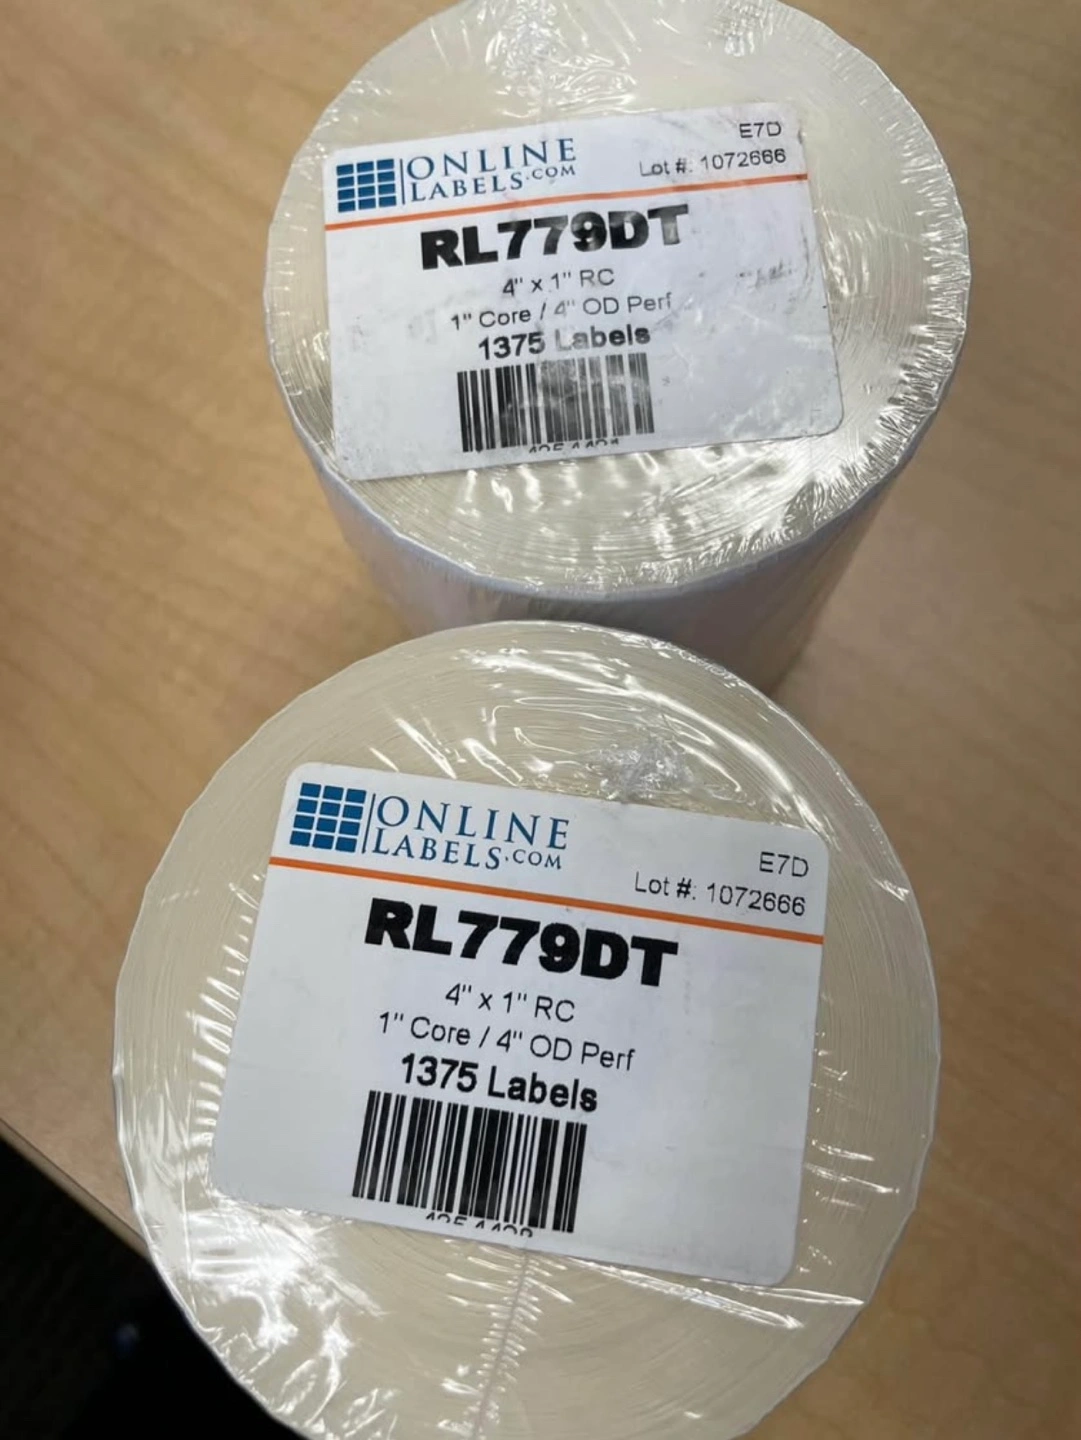 ONLINE
LABELS.COM
E7D
Lot #: 1072666
RL779DT
4" x 1" RC
1" Core / 4" OD Perf
1375 Labels
ONLINE
LABELS.COM
E7D
Lot #: 1072666
RL779DT
4" x 1" RC
1" Core / 4" OD Perf
1375 Labels